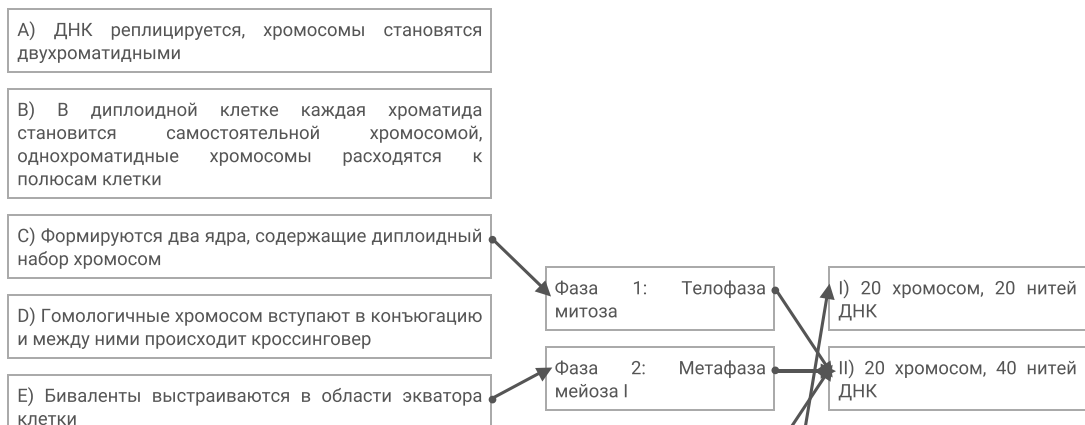 A) ДНК реплицируется, хромосомы становятся
двухроматидными
B) В диплоидной клетке каждая хроматида
становится самостоятельной хромосомой,
однохроматидные хромосомы расходятся к
полюсам клетки
C) Формируются два ядра, содержащие диплоидный
набор хромосом
D) Гомологичные хромосом вступают в конъюгацию
и между ними происходит кроссинговер
E) Биваленты выстраиваются в области экватора
клетки
Фаза 1: Телофаза
митоза
Фаза 2: Метафаза
мейоза I
I) 20 хромосом, 20 нитей
ДНК
II) 20 хромосом, 40 нитей
ДНК